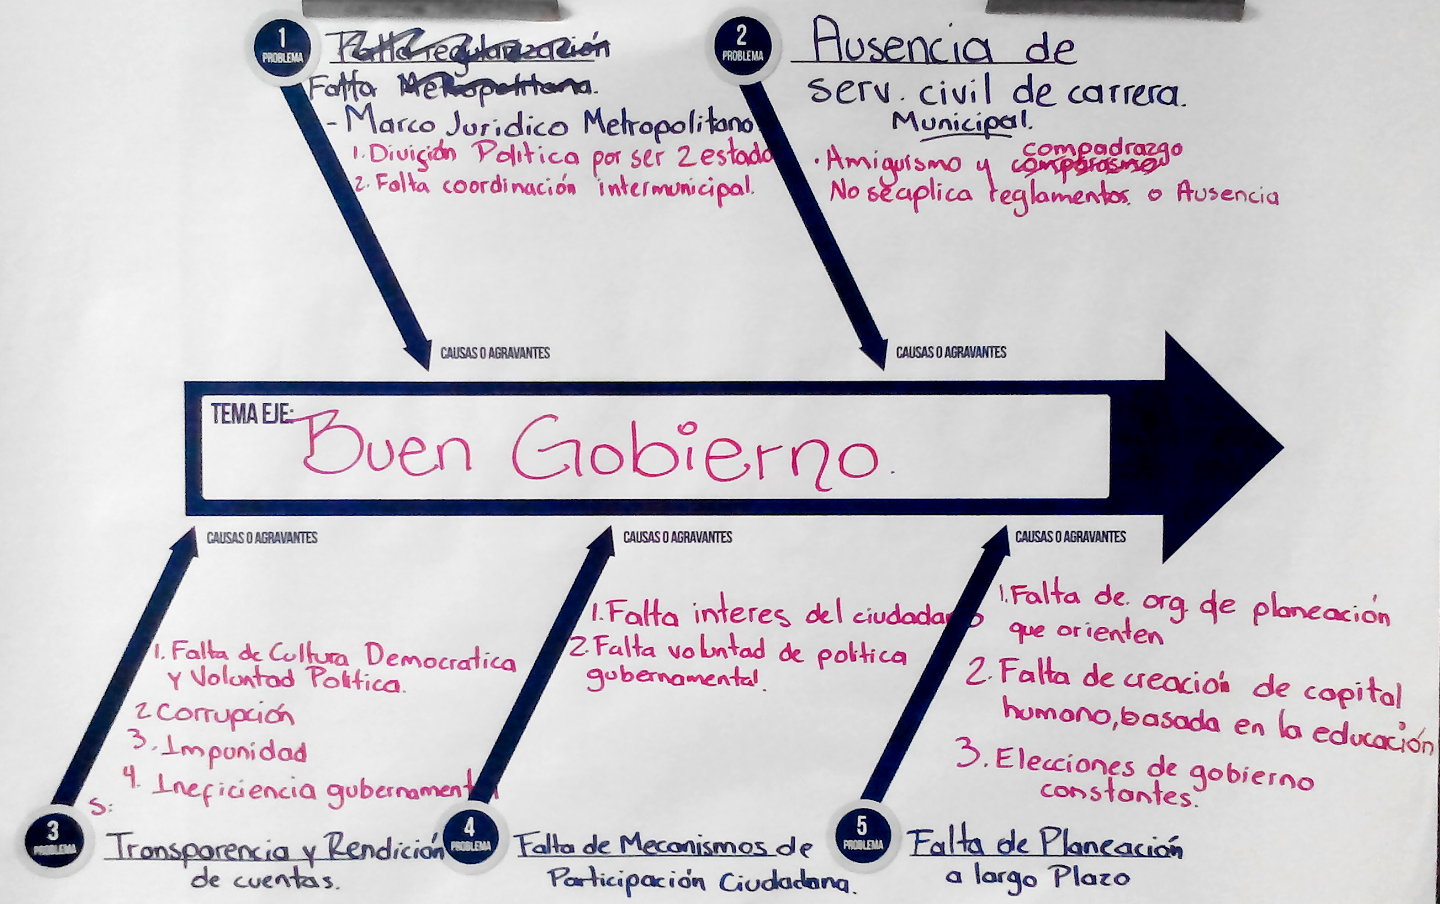 1
PROBLEMA
Falta regularización
Falta Metropolitana.
- Marco Juridico Metropolitano.
1. Divición Politica por ser 2 estado
2. Falta coordinación intermunicipal.
CAUSAS O AGRAVANTES
2
PROBLEMA
Ausencia de
serv. civil de carrera.
Municipal.
compadrazgo
· Amiguismo y
No se aplica reglamentos. o Ausencia
CAUSAS O AGRAVANTES
TEMA EJE:
Buen Gobierno.
CAUSAS O AGRAVANTES
1. Falta de Cultura Democratica
y Voluntad Politica.
2 Corrupción
3. Impunidad
4. Ineficiencia gubernamental
5:
3
PROBLEMA
Transparencia y Rendición
de cuentas.
CAUSAS O AGRAVANTES
1. Falta interes del ciudadano
2. Falta voluntad de politica
gubernamental.
4
PROBLEMA
Falta de Mecanismos de
Participación Ciudadana.
CAUSAS O AGRAVANTES
1. Falta de. org. de planeación
que orienten
2. Falta de creación de capital
humano, basada en la educación
3. Elecciones de gobierno
constantes.
5
PROBLEMA
Falta de Planeación
a largo Plazo